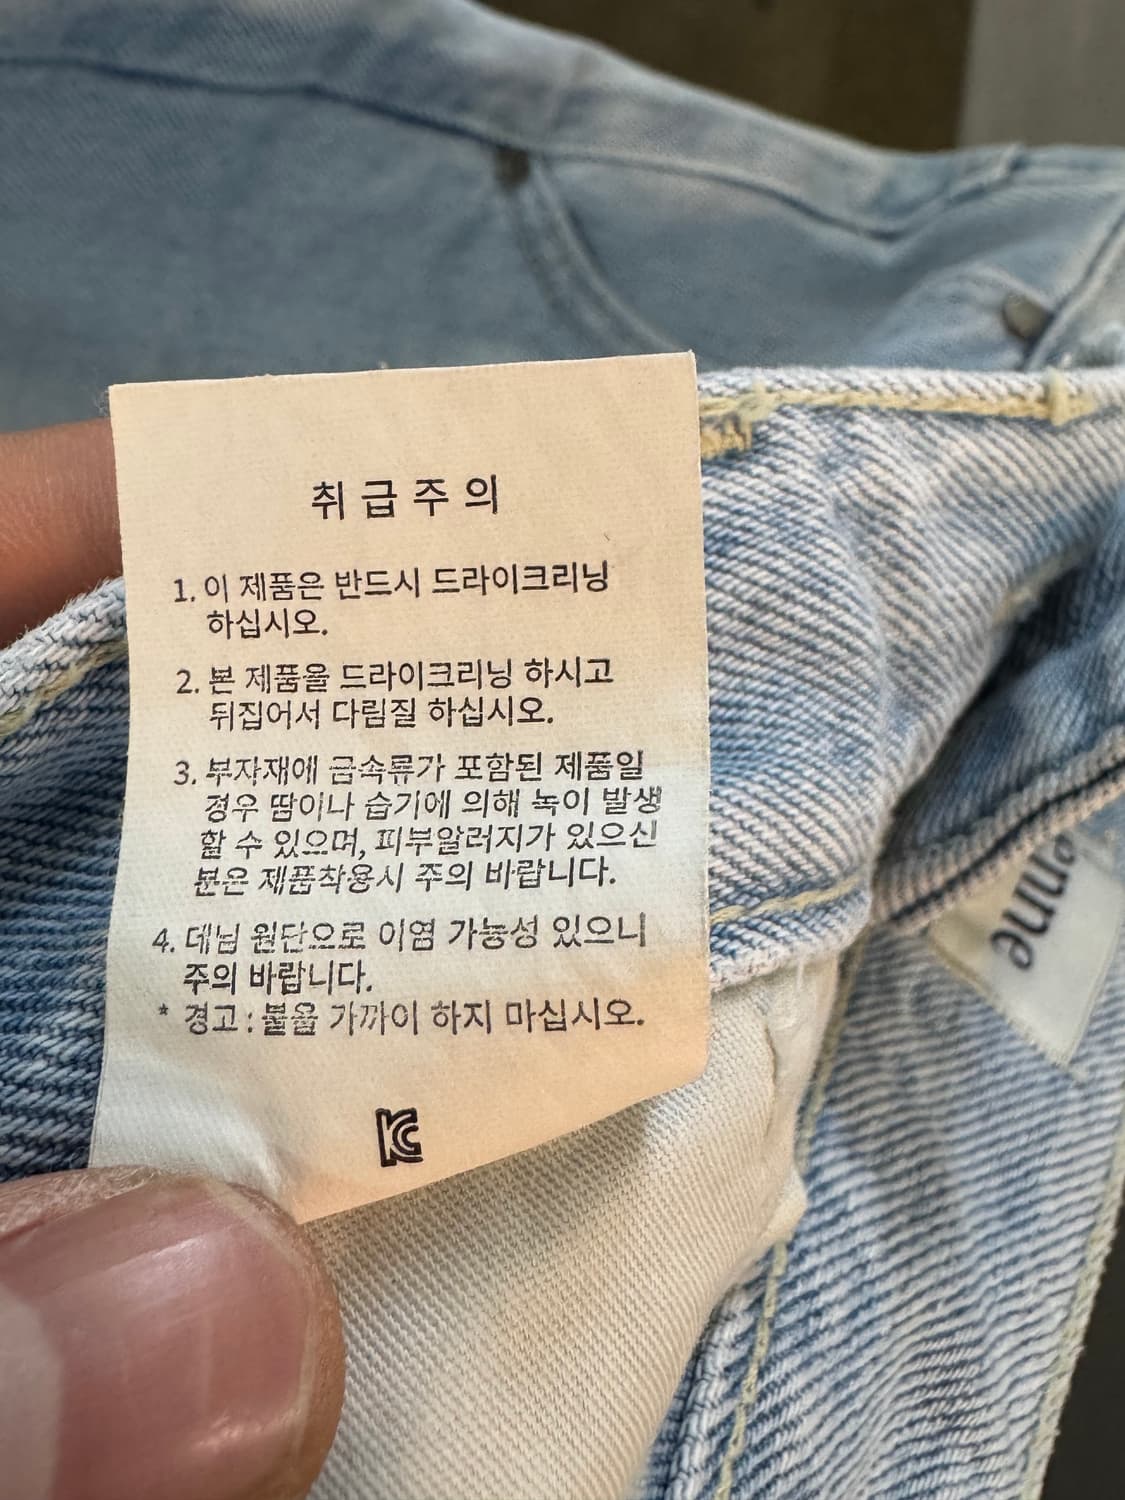 취급주의
1. 이 제품은 반드시 드라이크리닝
하십시오.
2. 본 제품을 드라이크리닝 하시고
뒤집어서 다림질 하십시오.
3. 부자재에 금속류가 포함된 제품일
경우 땀이나 습기에 의해 녹이 발생
할 수 있으며, 피부알러지가 있으신
분은 제품착용시 주의 바랍니다.
4. 데님 원단으로 이염 가능성 있으니
주의 바랍니다.
* 경고 : 불을 가까이 하지 마십시오.
KC